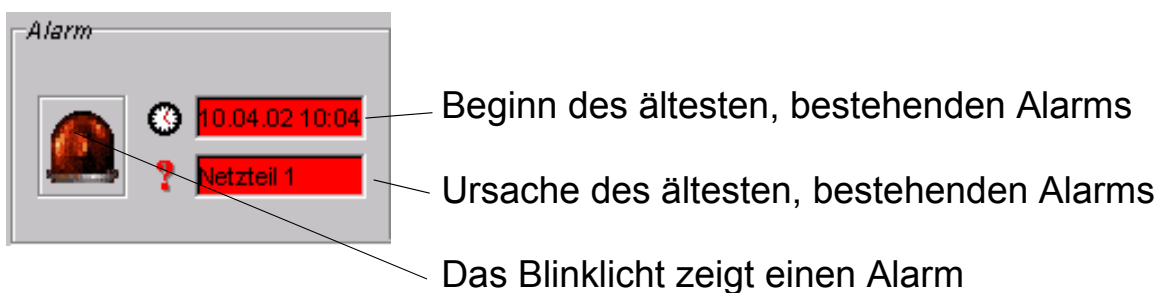 Alarm
10.04.02 10:04
Beginn des ältesten, bestehenden Alarms
?
Netzteil 1
Ursache des ältesten, bestehenden Alarms
Das Blinklicht zeigt einen Alarm